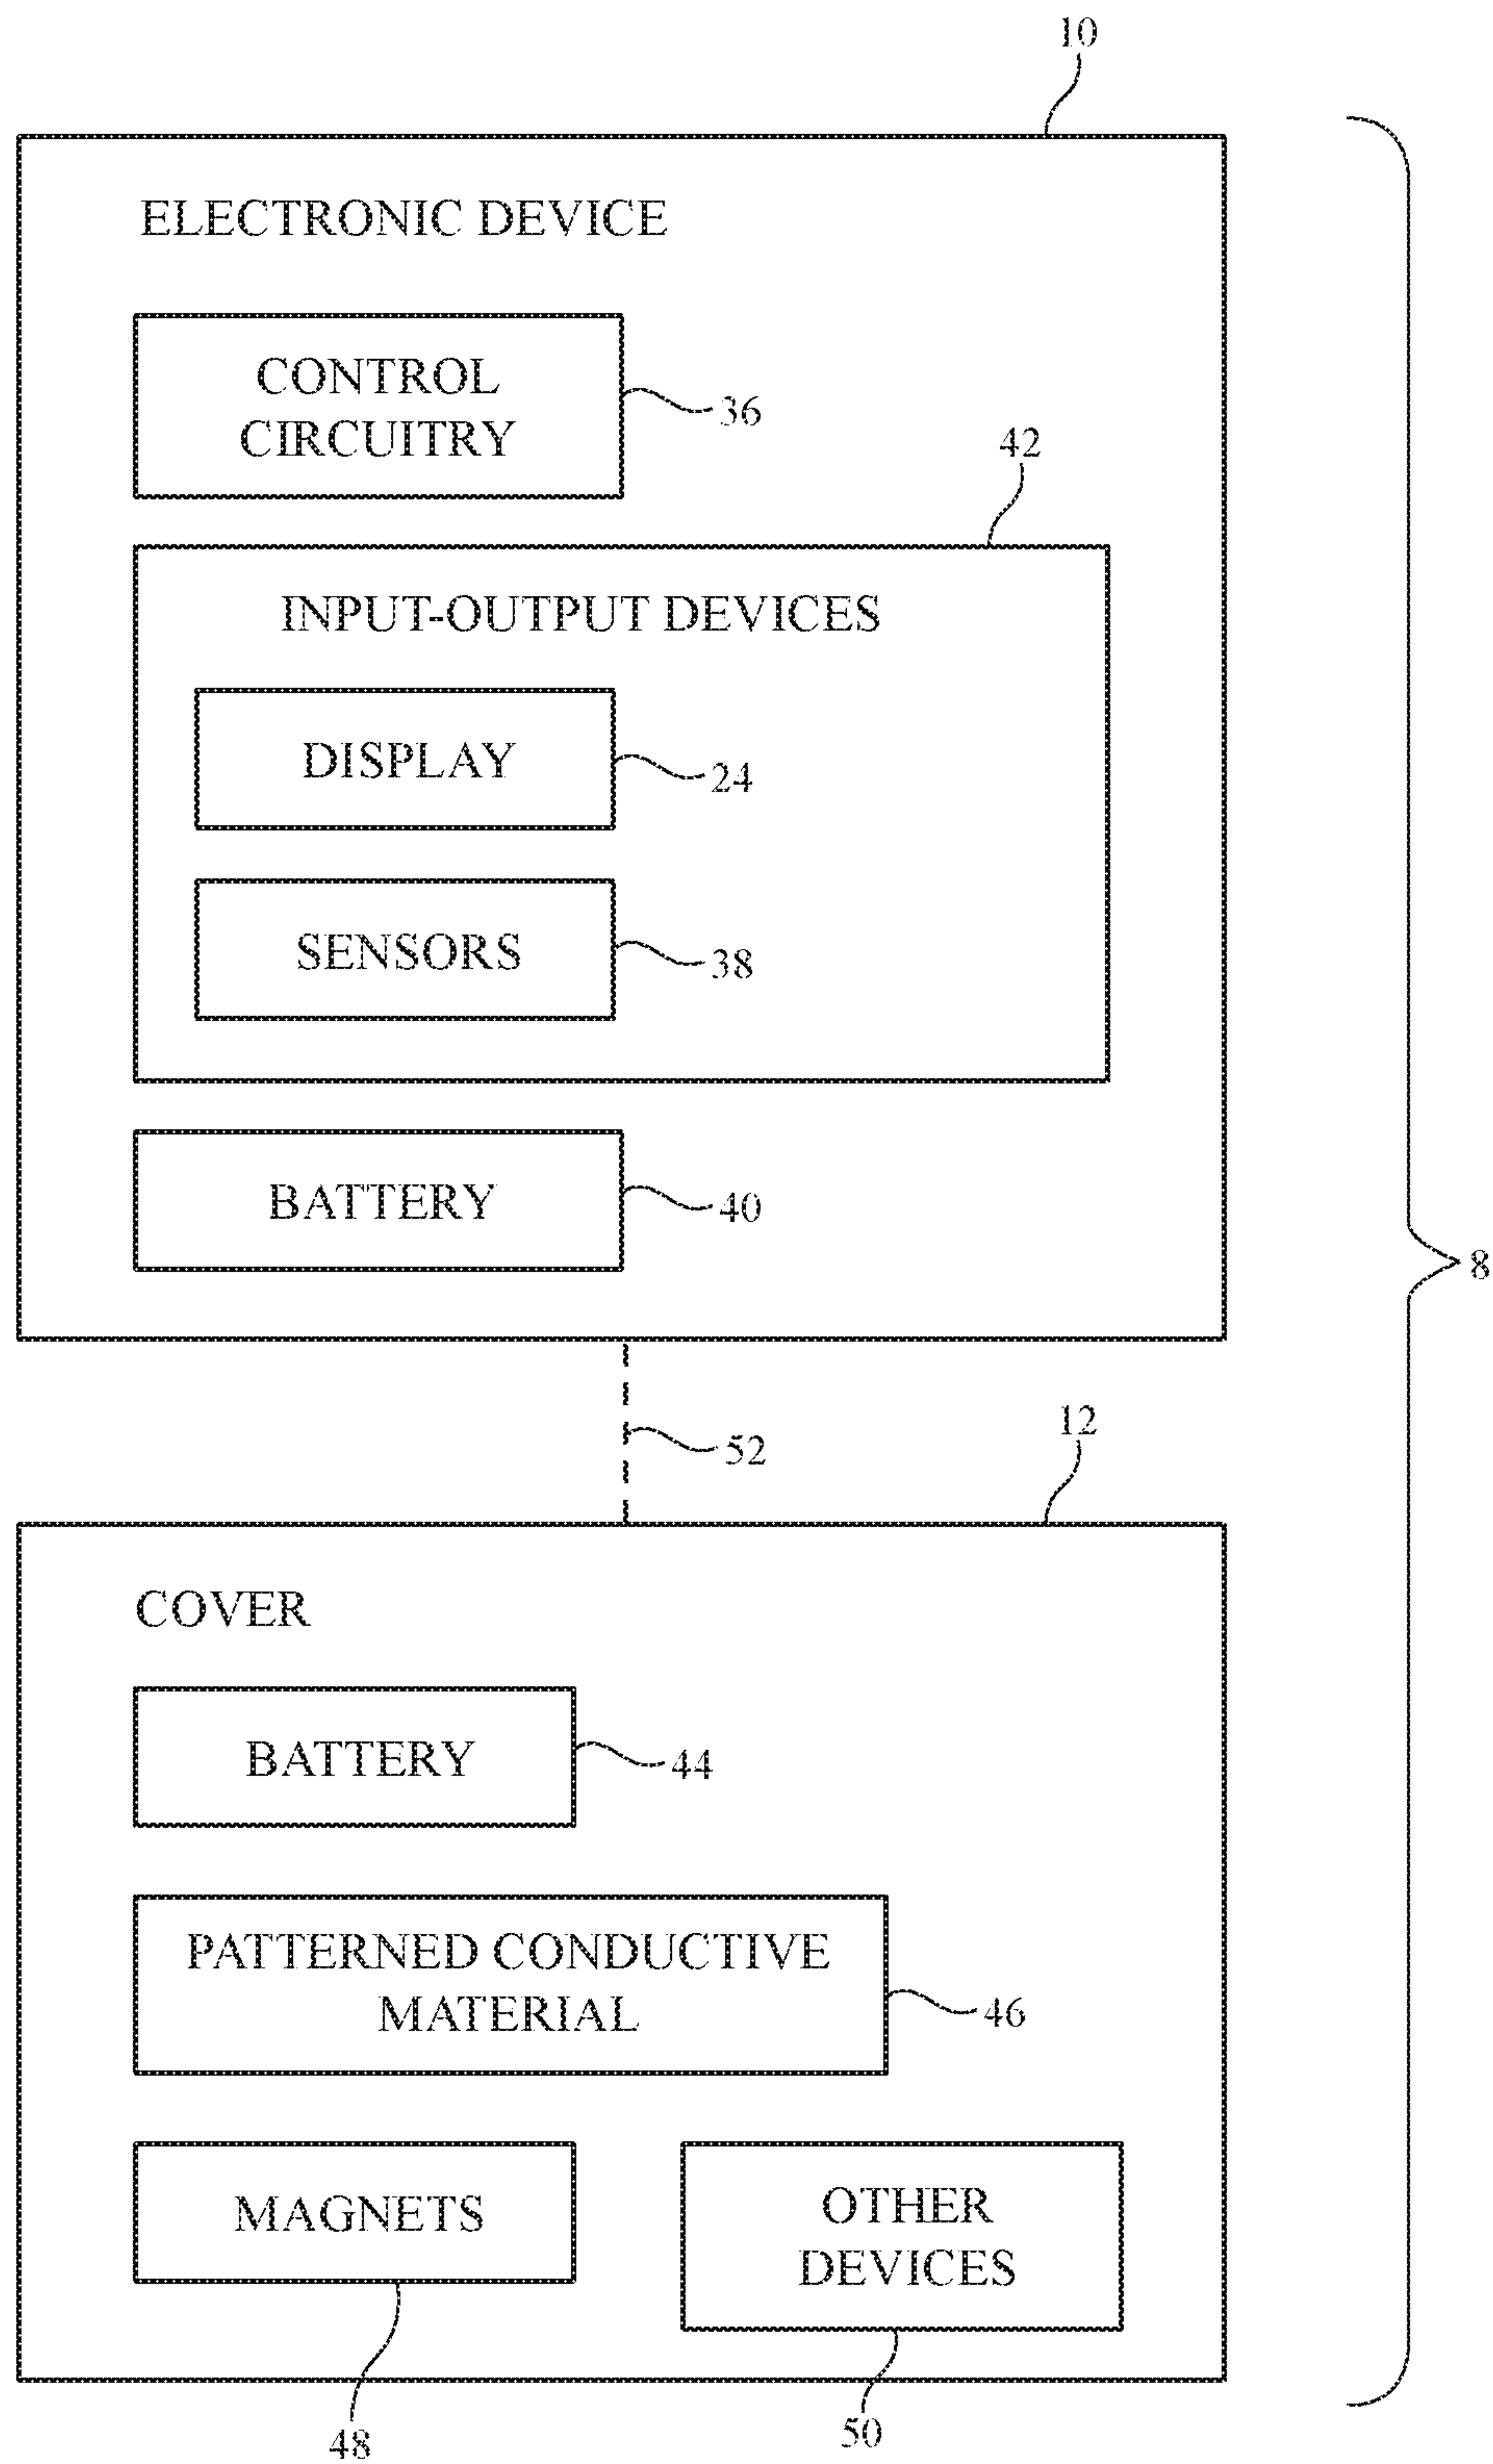 10
ELECTRONIC DEVICE
CONTROL
CIRCUITRY
36
42
INPUT-OUTPUT DEVICES
DISPLAY
24
SENSORS
38
BATTERY
40
8
52
12
COVER
BATTERY
44
PATTERNED CONDUCTIVE
MATERIAL
46
MAGNETS
OTHER
DEVICES
48
50